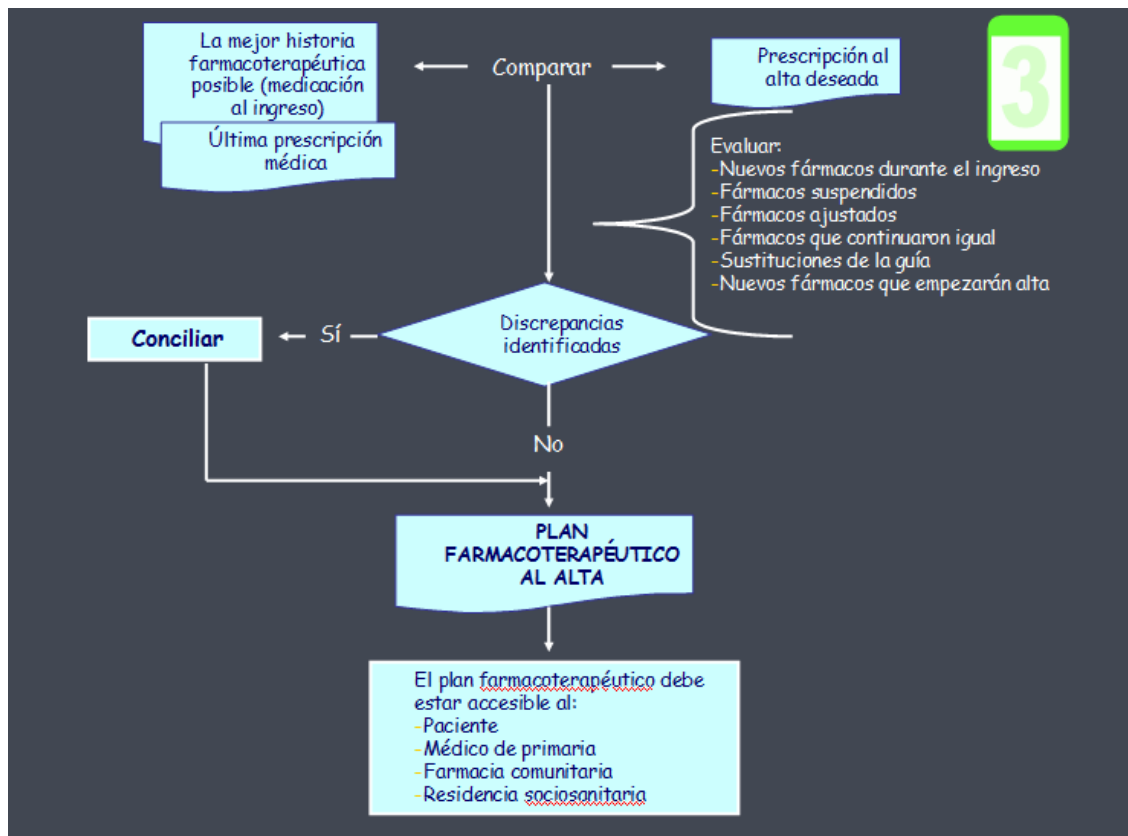 La mejor historia
farmacoterapéutica
posible (medicación
al ingreso)
Última prescripción
médica
Comparar
Prescripción al
alta deseada
3
Evaluar:
-Nuevos fármacos durante el ingreso
-Fármacos suspendidos
-Fármacos ajustados
-Fármacos que continuaron igual
-Sustituciones de la guía
-Nuevos fármacos que empezarán alta
Discrepancias
identificadas
Sí
Conciliar
No
PLAN
FARMACOTERAPÉUTICO
AL ALTA
El plan farmacoterapéutico debe
estar accesible al:
-Paciente
-Médico de primaria
-Farmacia comunitaria
-Residencia sociosanitaria